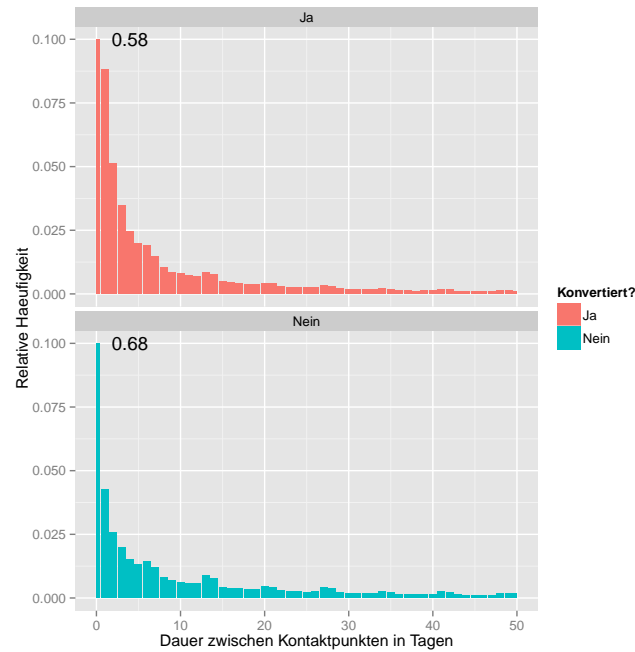 Ja
0.100
0.58
0.075
0.050
0.025
0.000
Relative Haeufigkeit
Nein
0.100
0.68
0.075
0.050
0.025
0.000
0 10 20 30 40 50
Dauer zwischen Kontaktpunkten in Tagen
Konvertiert?
Ja
Nein